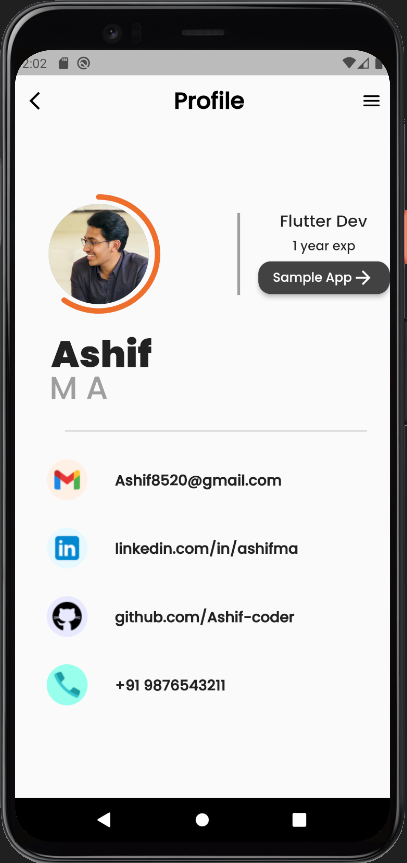 2:02
Profile
Flutter Dev
1 year exp
Sample App
Ashif
M A
Ashif8520@gmail.com
linkedin.com/in/ashifma
github.com/Ashif-coder
+91 9876543211